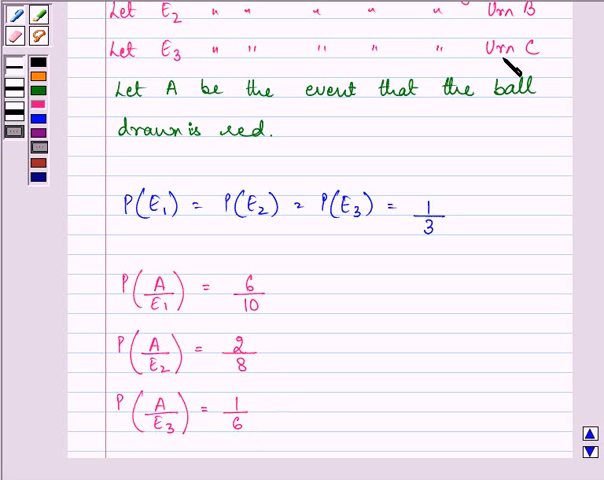 Let E2 " " " " " Urn B
Let E3 " " " " " Urn C
Let A be the event that the ball
drawn is red.
P(E1) = P(E2) = P(E3) = 1/3
P(A/E1) = 6/10
P(A/E2) = 2/8
P(A/E3) = 1/6